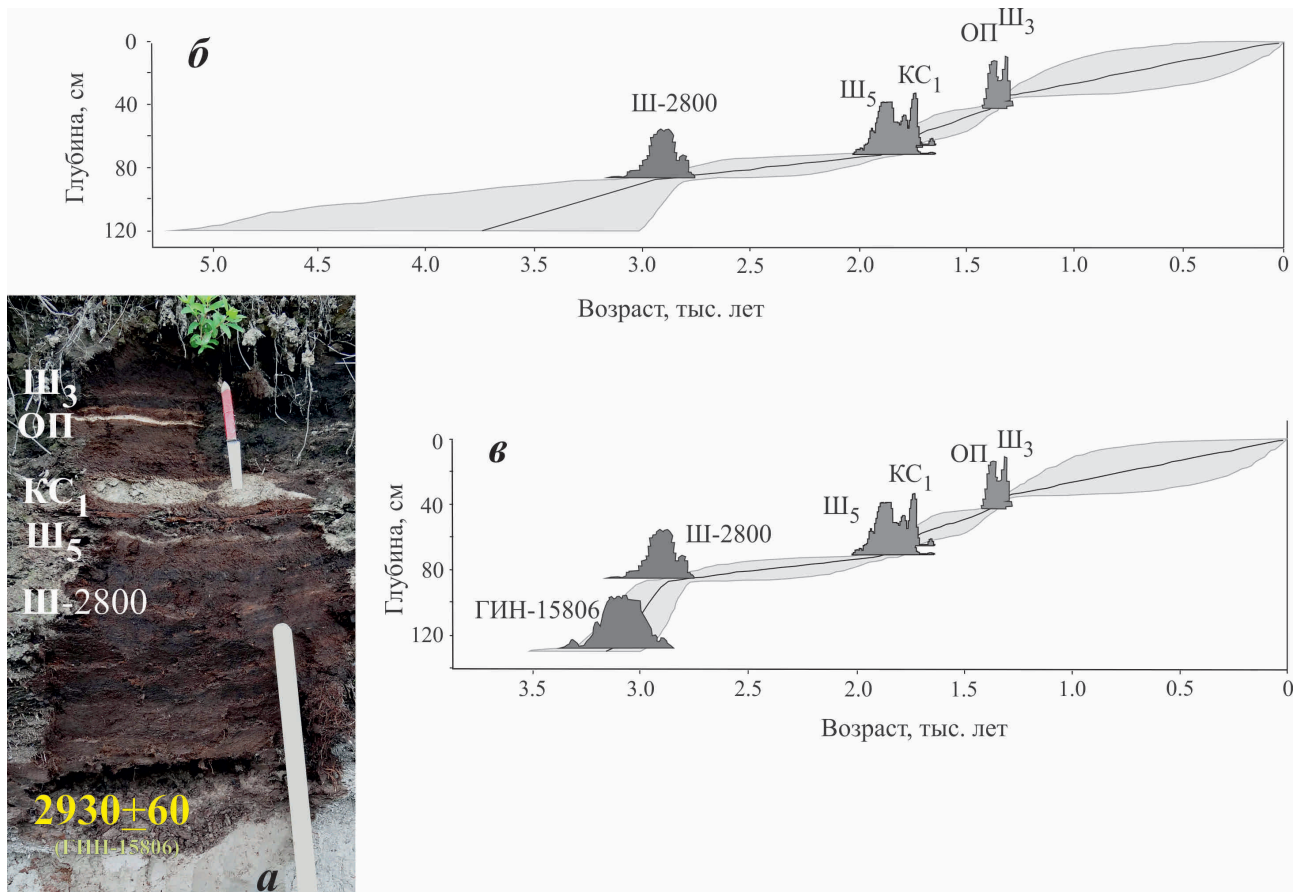 б
Глубина, см
0
40
80
120
Ш-2800
Ш5
КС1
ОП
Ш3
5.0 4.5 4.0 3.5 3.0 2.5 2.0 1.5 1.0 0.5 0
Возраст, тыс. лет
Ш3
ОП
КС1
Ш5
Ш-2800
2930±60
(ГИН-15806)
а
в
Глубина, см
0
40
80
120
ГИН-15806
Ш-2800
Ш5
КС1
ОП
Ш3
3.5 3.0 2.5 2.0 1.5 1.0 0.5 0
Возраст, тыс. лет